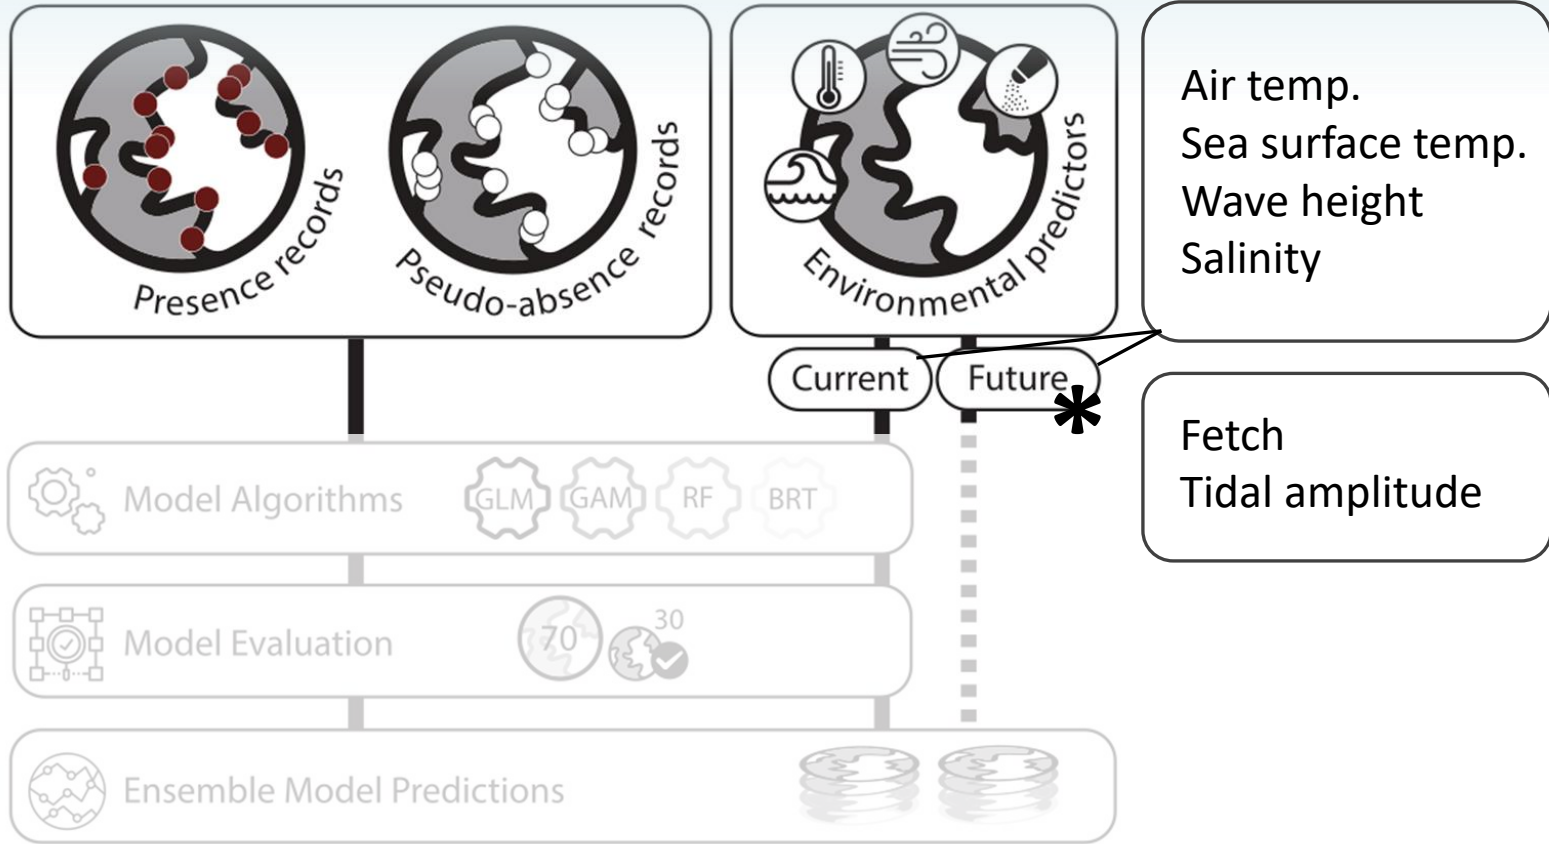 Presence records
Pseudo-absence records
Environmental predictors
Air temp.
Sea surface temp.
Wave height
Salinity
Current
Future
*
Fetch
Tidal amplitude
Model Algorithms
GLM
GAM
RF
BRT
Model Evaluation
70
30
Ensemble Model Predictions